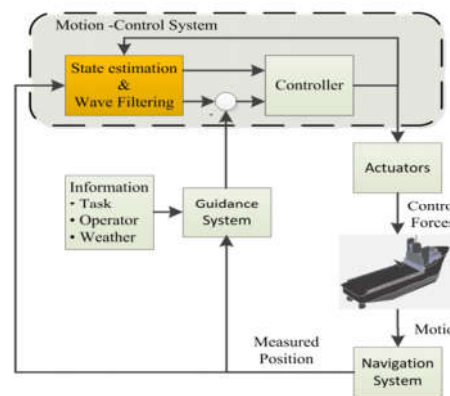 Motion -Control System
State estimation
&
Wave Filtering
Controller
Actuators
Information
• Task
• Operator
• Weather
Guidance
System
Control
Forces
Motio
Measured
Position
Navigation
System